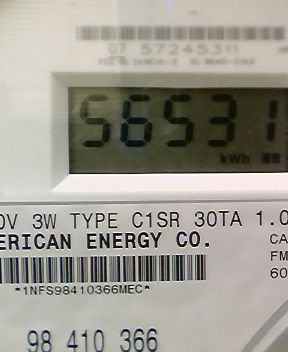 07 57245311
56531
kWh
0V 3W TYPE C1SR 30TA 1.0
ERICAN ENERGY CO.
CA
FM
60
*1NFS98410366MEC*
98 410 366